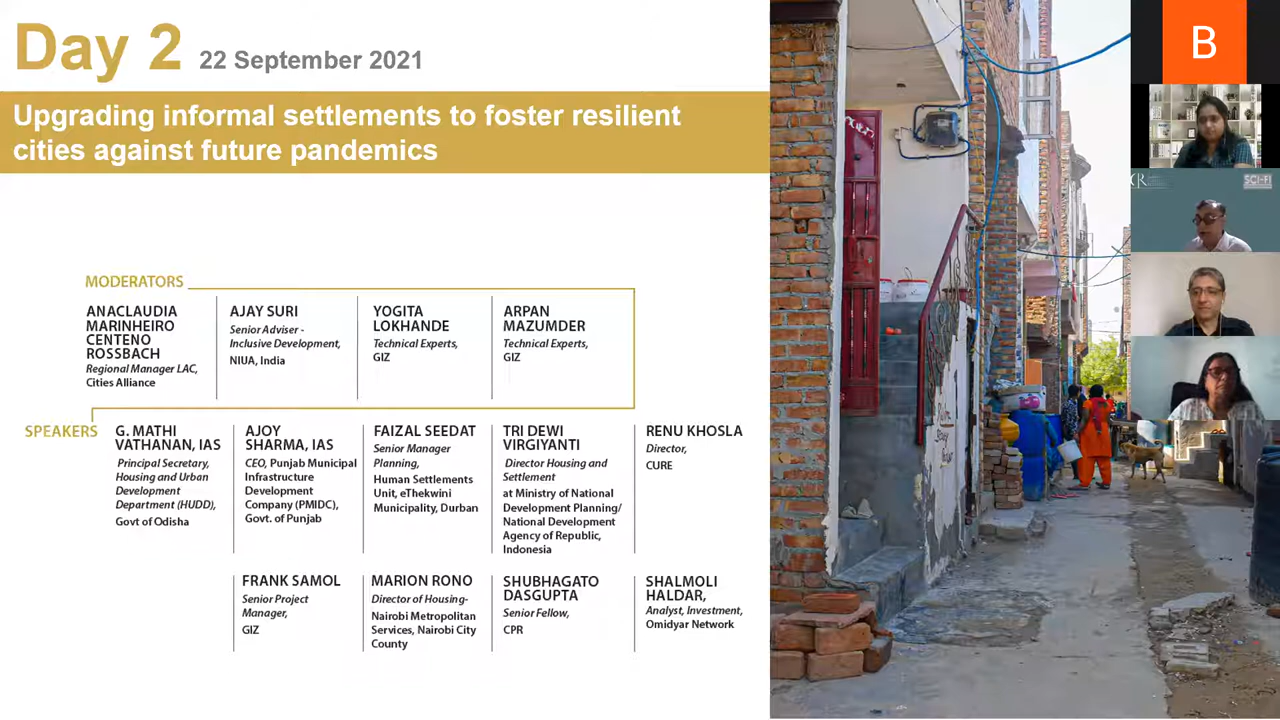 Day 2 22 September 2021
Upgrading informal settlements to foster resilient
cities against future pandemics
MODERATORS
ANACLAUDIA
MARINHEIRO
CENTENO
ROSSBACH
Regional Manager LAC,
Cities Alliance
AJAY SURI
Senior Adviser -
Inclusive Development,
NIUA, India
YOGITA
LOKHANDE
Technical Experts,
GIZ
ARPAN
MAZUMDER
Technical Experts,
GIZ
SPEAKERS
G. MATHI
VATHANAN, IAS
Principal Secretary,
Housing and Urban
Development
Department (HUDD),
Govt of Odisha
AJOY
SHARMA, IAS
CEO, Punjab Municipal
Infrastructure
Development
Company (PMIDC),
Govt. of Punjab
FAIZAL SEEDAT
Senior Manager
Planning,
Human Settlements
Unit, eThekwini
Municipality, Durban
TRI DEWI
VIRGIYANTI
Director Housing and
Settlement
at Ministry of National
Development Planning/
National Development
Agency of Republic,
Indonesia
RENU KHOSLA
Director,
CURE
FRANK SAMOL
Senior Project
Manager,
GIZ
MARION RONO
Director of Housing-
Nairobi Metropolitan
Services, Nairobi City
County
SHUBHAGATO
DASGUPTA
Senior Fellow,
CPR
SHALMOLI
HALDAR,
Analyst, Investment,
Omidyar Network
B
SCI-FI